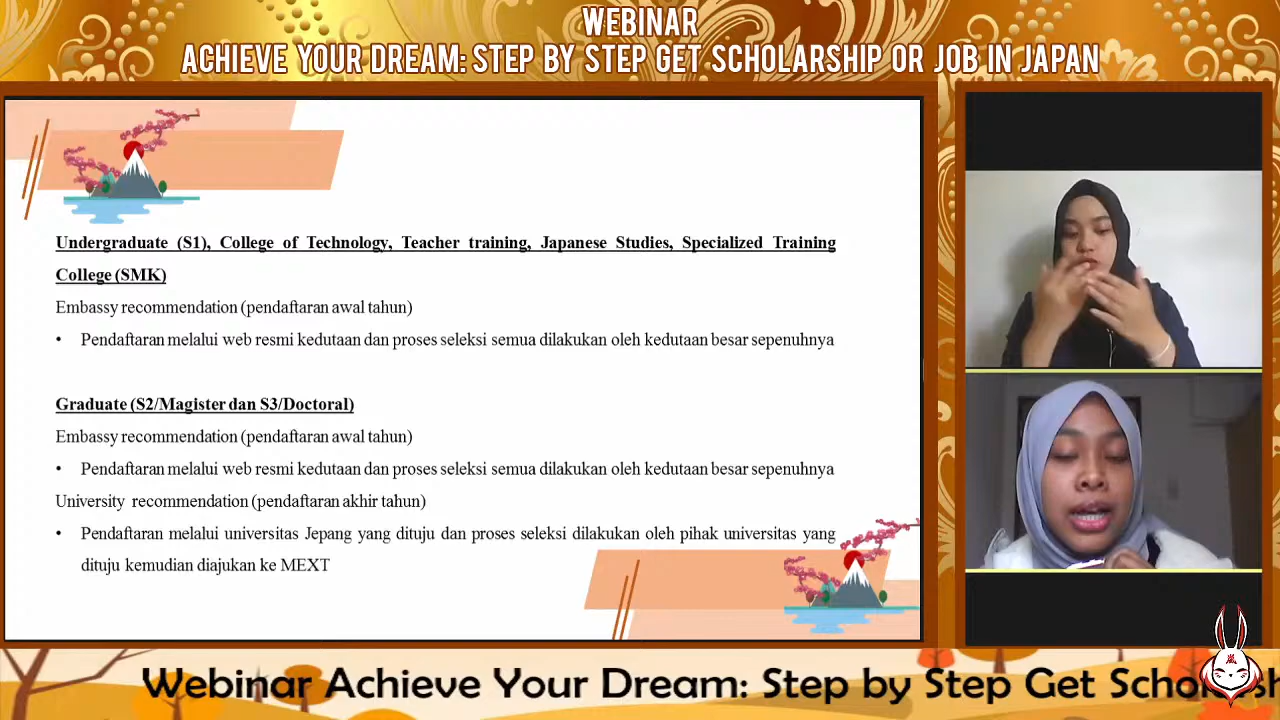 WEBINAR
ACHIEVE YOUR DREAM: STEP BY STEP GET SCHOLARSHIP OR JOB IN JAPAN
Undergraduate (S1), College of Technology, Teacher training, Japanese Studies, Specialized Training
College (SMK)
Embassy recommendation (pendaftaran awal tahun)
• Pendaftaran melalui web resmi kedutaan dan proses seleksi semua dilakukan oleh kedutaan besar sepenuhnya
Graduate (S2/Magister dan S3/Doctoral)
Embassy recommendation (pendaftaran awal tahun)
• Pendaftaran melalui web resmi kedutaan dan proses seleksi semua dilakukan oleh kedutaan besar sepenuhnya
University recommendation (pendaftaran akhir tahun)
• Pendaftaran melalui universitas Jepang yang dituju dan proses seleksi dilakukan oleh pihak universitas yang
dituju kemudian diajukan ke MEXT
Webinar Achieve Your Dream: Step by Step Get